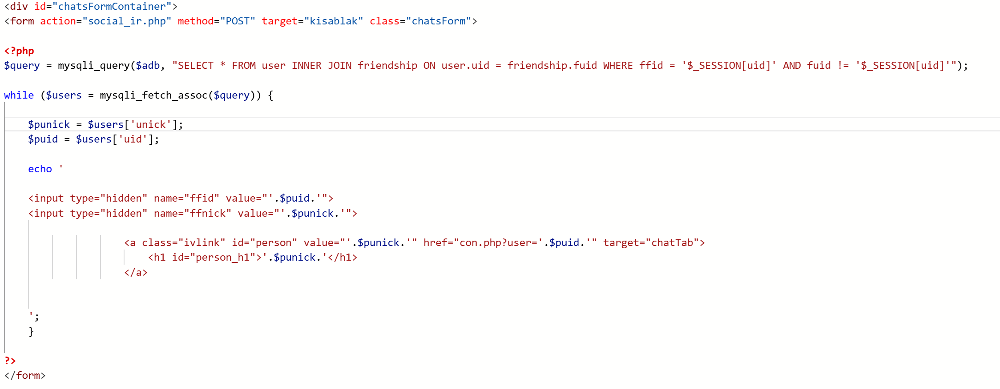 <div id="chatsFormContainer">
<form action="social_ir.php" method="POST" target="kisablak" class="chatsForm">
<?php
$query = mysqli_query($adb, "SELECT * FROM user INNER JOIN friendship ON user.uid = friendship.fuid WHERE ffid = '$_SESSION[uid]' AND fuid != '$_SESSION[uid]'");
while ($users = mysqli_fetch_assoc($query)) {
$punick = $users['unick'];
$puid = $users['uid'];
echo '
<input type="hidden" name="ffid" value="'.$puid.'">
<input type="hidden" name="ffnick" value="'.$punick.'">
<a class="ivlink" id="person" value="'.$punick.'" href="con.php?user='.$puid.'" target="chatTab">
<h1 id="person_h1">'.$punick.'</h1>
</a>
';
}
?>
</form>